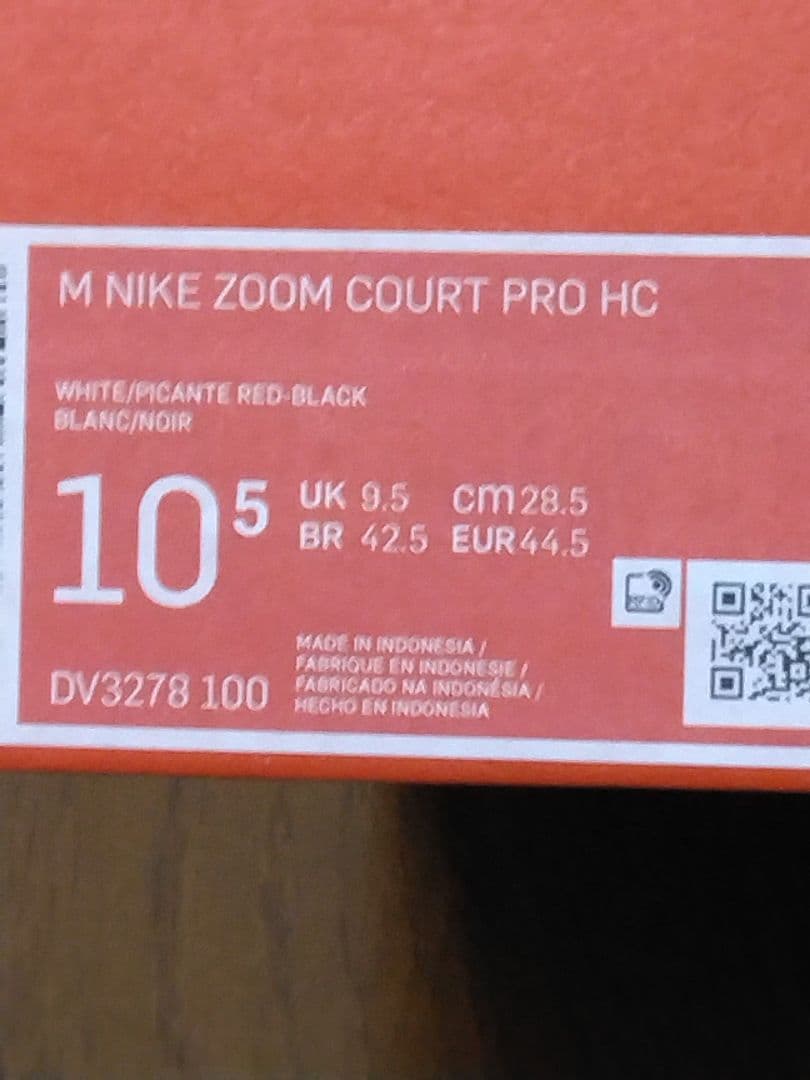 M NIKE ZOOM COURT PRO HC
WHITE/PICANTE RED-BLACK
BLANC/NOIR
10 5
UK 9.5 cm 28.5
BR 42.5 EUR 44.5
DV3278 100
MADE IN INDONESIA /
FABRIQUE EN INDONESIE /
FABRICADO NA INDONÉSIA /
HECHO EN INDONESIA
RFID